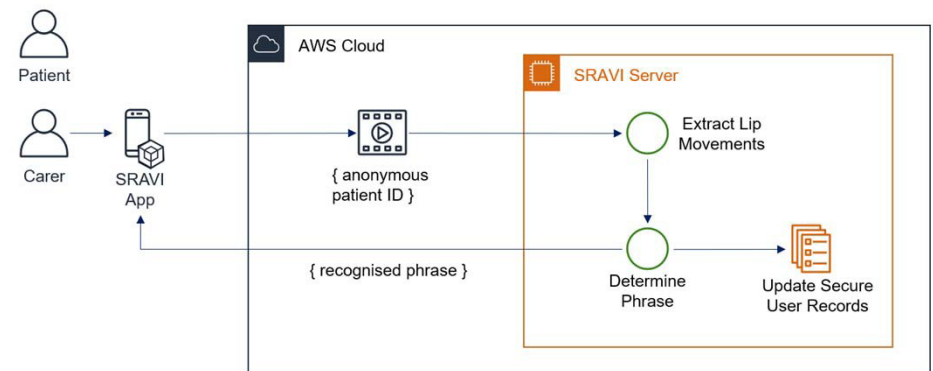 Patient
Carer
SRAVI
App
AWS Cloud
{ anonymous
patient ID }
{ recognised phrase }
SRAVI Server
Extract Lip
Movements
Determine
Phrase
Update Secure
User Records